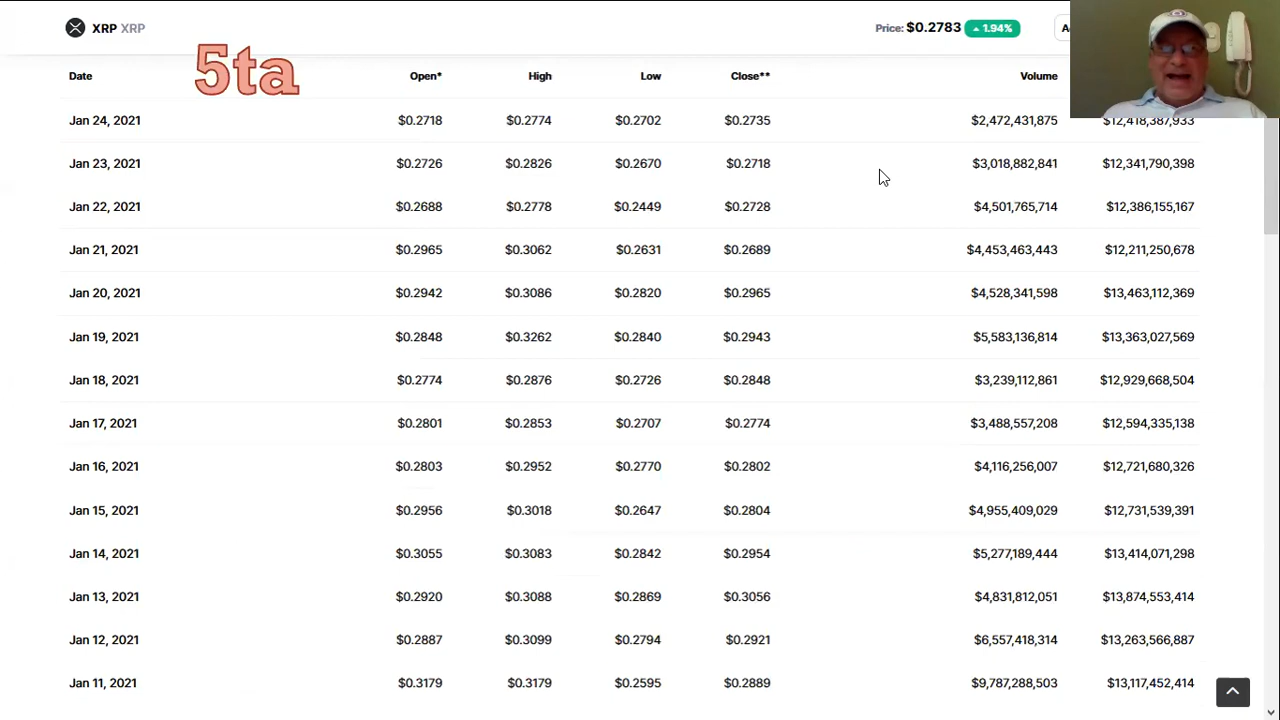 XRP XRP Price: $0.2783 1.94% A
5ta
Date Open* High Low Close** Volume
Jan 24, 2021 $0.2718 $0.2774 $0.2702 $0.2735 $2,472,431,875 $12,418,387,933
Jan 23, 2021 $0.2726 $0.2826 $0.2670 $0.2718 $3,018,882,841 $12,341,790,398
Jan 22, 2021 $0.2688 $0.2778 $0.2449 $0.2728 $4,501,765,714 $12,386,155,167
Jan 21, 2021 $0.2965 $0.3062 $0.2631 $0.2689 $4,453,463,443 $12,211,250,678
Jan 20, 2021 $0.2942 $0.3086 $0.2820 $0.2965 $4,528,341,598 $13,463,112,369
Jan 19, 2021 $0.2848 $0.3262 $0.2840 $0.2943 $5,583,136,814 $13,363,027,569
Jan 18, 2021 $0.2774 $0.2876 $0.2726 $0.2848 $3,239,112,861 $12,929,668,504
Jan 17, 2021 $0.2801 $0.2853 $0.2707 $0.2774 $3,488,557,208 $12,594,335,138
Jan 16, 2021 $0.2803 $0.2952 $0.2770 $0.2802 $4,116,256,007 $12,721,680,326
Jan 15, 2021 $0.2956 $0.3018 $0.2647 $0.2804 $4,955,409,029 $12,731,539,391
Jan 14, 2021 $0.3055 $0.3083 $0.2842 $0.2954 $5,277,189,444 $13,414,071,298
Jan 13, 2021 $0.2920 $0.3088 $0.2869 $0.3056 $4,831,812,051 $13,874,553,414
Jan 12, 2021 $0.2887 $0.3099 $0.2794 $0.2921 $6,557,418,314 $13,263,566,887
Jan 11, 2021 $0.3179 $0.3179 $0.2595 $0.2889 $9,787,288,503 $13,117,452,414